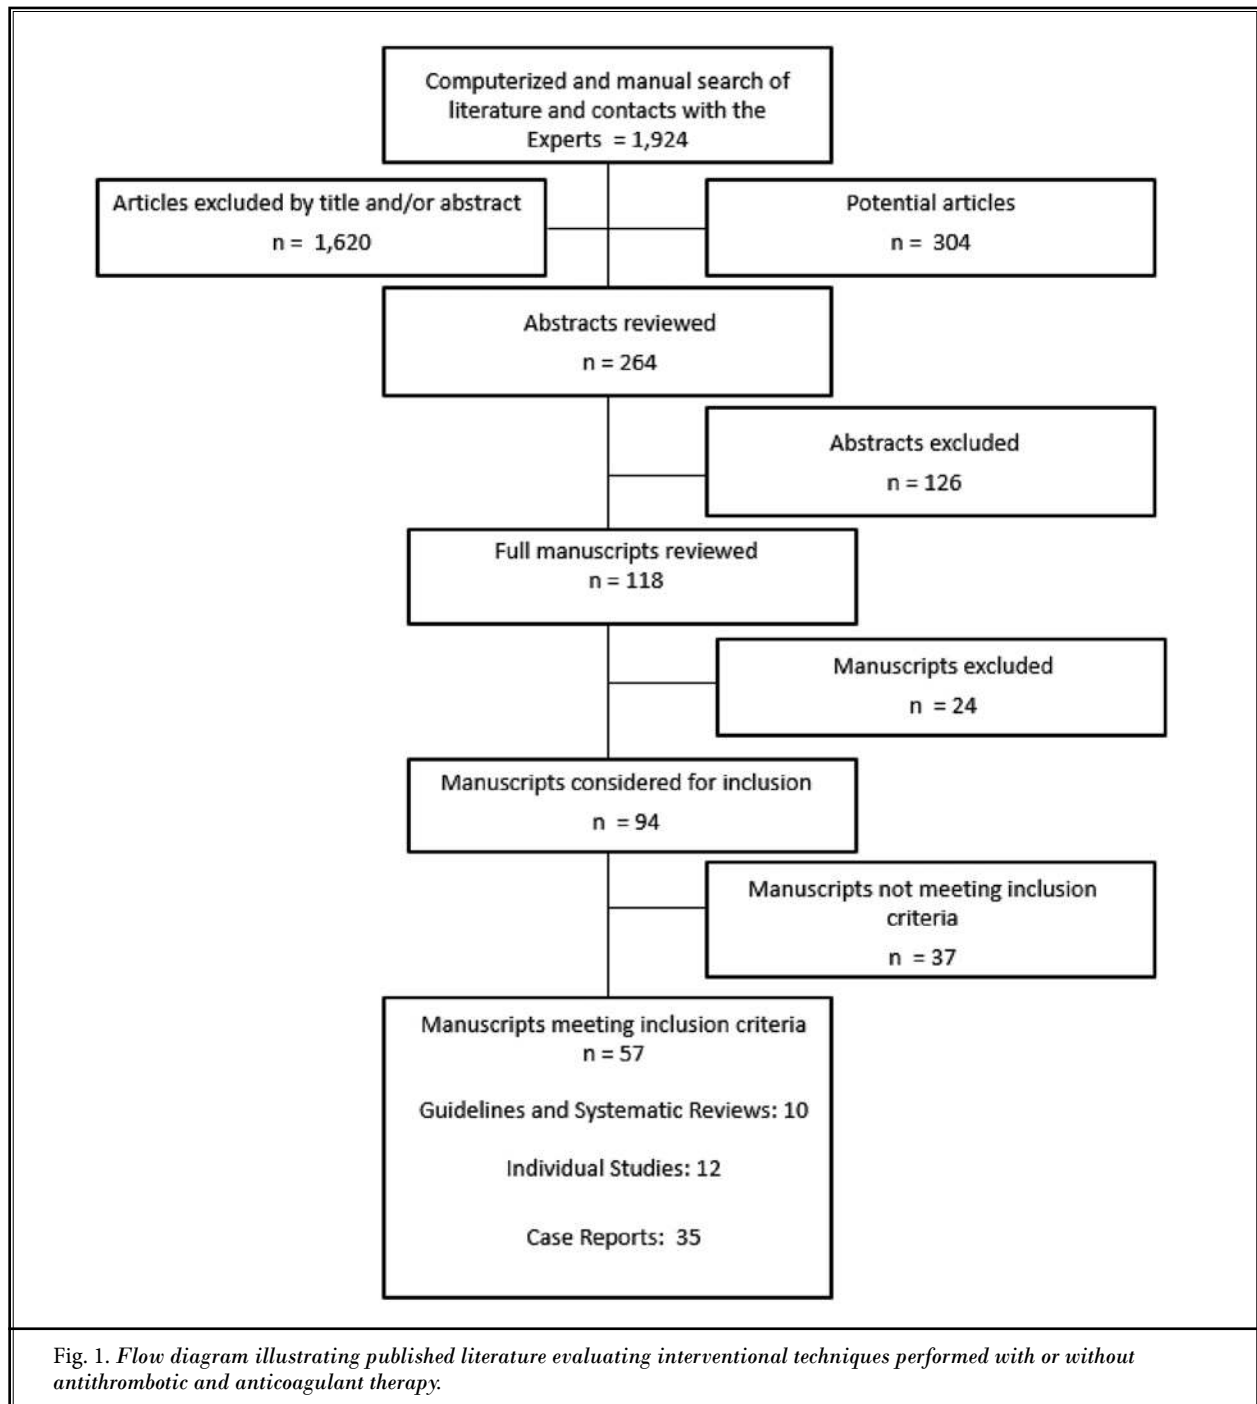 Computerized and manual search of
literature and contacts with the
Experts = 1,924
Articles excluded by title and/or abstract
n = 1,620
Potential articles
n = 304
Abstracts reviewed
n = 264
Abstracts excluded
n = 126
Full manuscripts reviewed
n = 118
Manuscripts excluded
n = 24
Manuscripts considered for inclusion
n = 94
Manuscripts not meeting inclusion
criteria
n = 37
Manuscripts meeting inclusion criteria
n = 57
Guidelines and Systematic Reviews: 10
Individual Studies: 12
Case Reports: 35
Fig. 1. Flow diagram illustrating published literature evaluating interventional techniques performed with or without
antithrombotic and anticoagulant therapy.